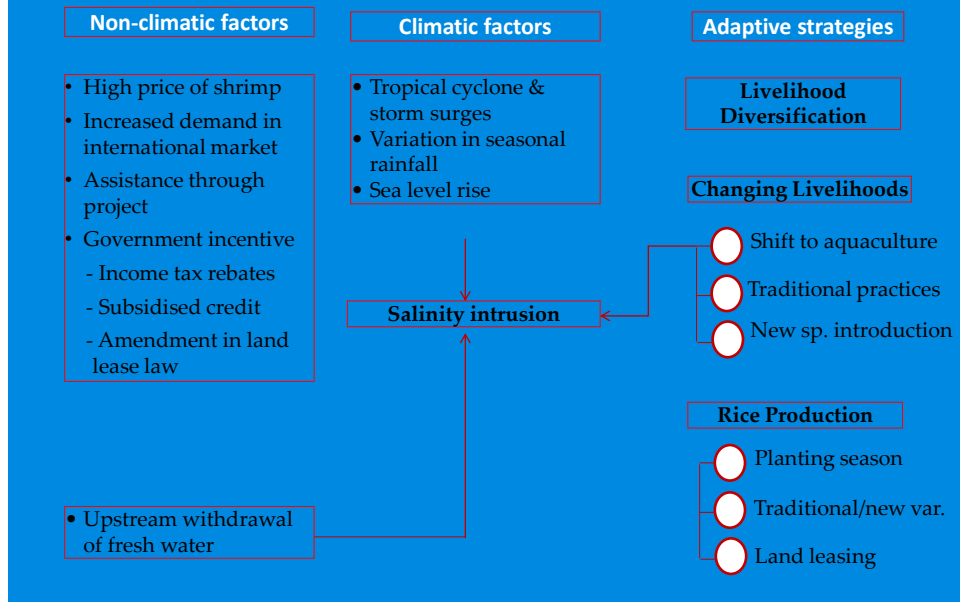 Non-climatic factors
• High price of shrimp
• Increased demand in
international market
• Assistance through
project
• Government incentive
- Income tax rebates
- Subsidised credit
- Amendment in land
lease law
• Upstream withdrawal
of fresh water
Climatic factors
• Tropical cyclone &
storm surges
• Variation in seasonal
rainfall
• Sea level rise
Salinity intrusion
Adaptive strategies
Livelihood
Diversification
Changing Livelihoods
Shift to aquaculture
Traditional practices
New sp. introduction
Rice Production
Planting season
Traditional/new var.
Land leasing